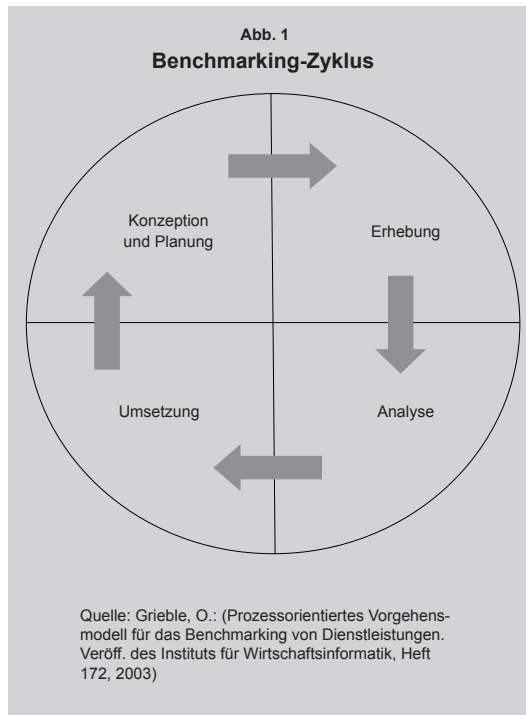 Abb. 1
Benchmarking-Zyklus
Konzeption
und Planung
Erhebung
Umsetzung
Analyse
Quelle: Grieble, O.: (Prozessorientiertes Vorgehens-
modell für das Benchmarking von Dienstleistungen.
Veröff. des Instituts für Wirtschaftsinformatik, Heft
172, 2003)